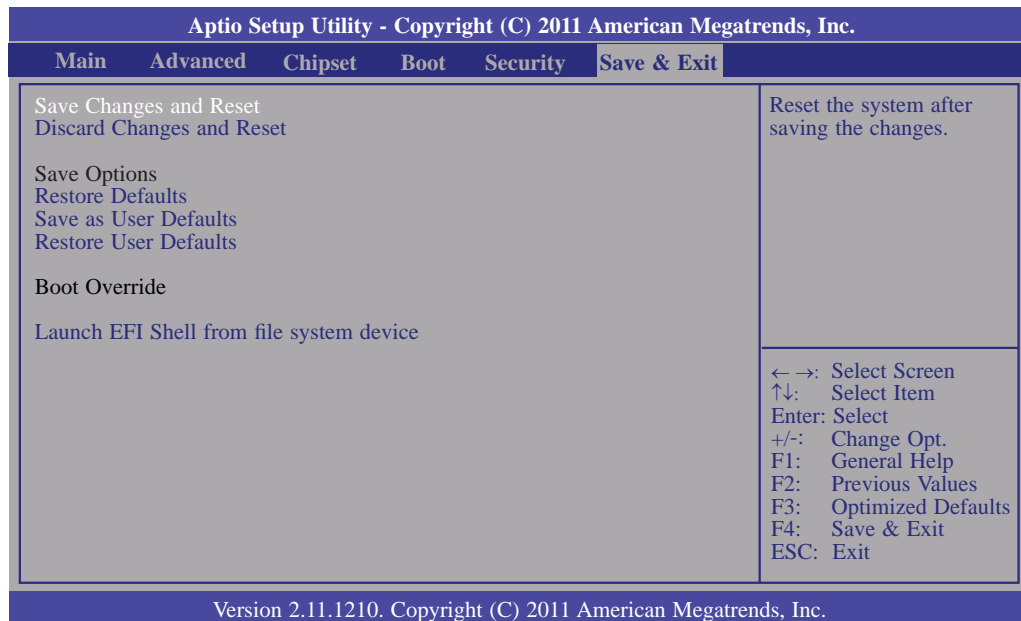 Aptio Setup Utility - Copyright (C) 2011 American Megatrends, Inc.
Main Advanced Chipset Boot Security Save & Exit
Save Changes and Reset
Discard Changes and Reset
Save Options
Restore Defaults
Save as User Defaults
Restore User Defaults
Boot Override
Launch EFI Shell from file system device
Reset the system after
saving the changes.
← →: Select Screen
↑↓: Select Item
Enter: Select
+/-: Change Opt.
F1: General Help
F2: Previous Values
F3: Optimized Defaults
F4: Save & Exit
ESC: Exit
Version 2.11.1210. Copyright (C) 2011 American Megatrends, Inc.